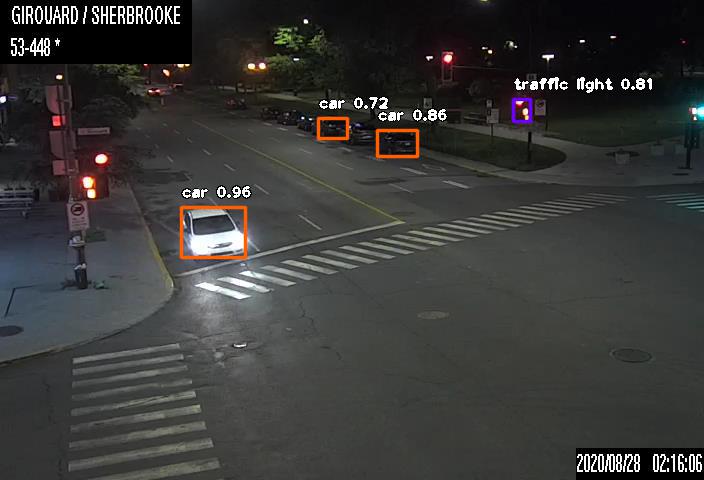 GIROUARD / SHERBROOKE
53-448 *
traffic light 0.81
car 0.72
car 0.86
car 0.96
2020/08/28 02:16:06